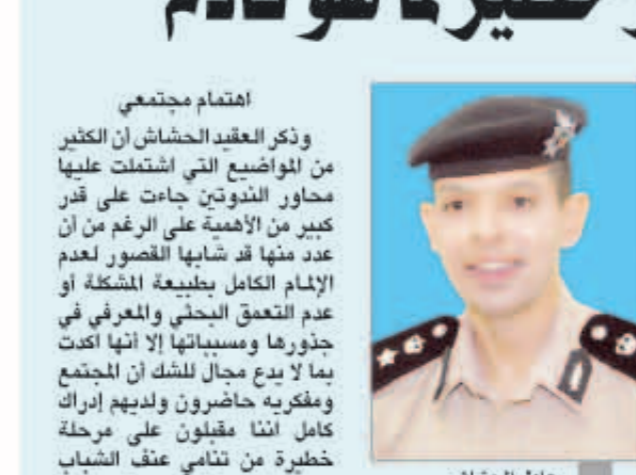 اهتمام مجتمعي
وذكر العقيد الحشاش أن الكثير
من المواضيع التي اشتملت عليها
محاور الندوتين جاءت على قدر
كبير من الأهمية على الرغم من أن
عدد منها قد شابها القصور لعدم
الإلمام الكامل بطبيعة المشكلة أو
عدم التعمق البحثي والمعرفي في
جذورها ومسبباتها إلا أنها اكدت
بما لا يدع مجال للشك أن المجتمع
ومفكريه حاضرون ولديهم إدراك
كامل اننا مقبلون على مرحلة
خطيرة من تنامي عنف الشباب